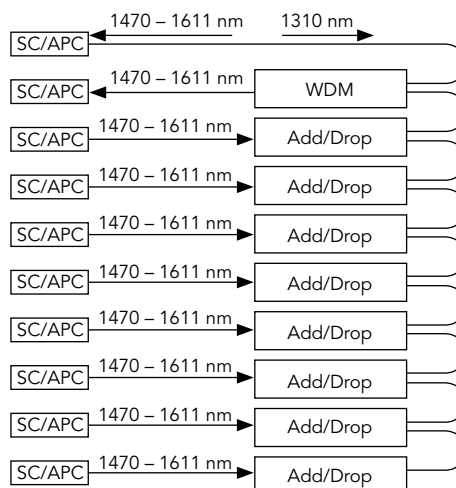 1470 – 1611 nm 1310 nm
SC/APC
1470 – 1611 nm
SC/APC WDM
1470 – 1611 nm
SC/APC Add/Drop
1470 – 1611 nm
SC/APC Add/Drop
1470 – 1611 nm
SC/APC Add/Drop
1470 – 1611 nm
SC/APC Add/Drop
1470 – 1611 nm
SC/APC Add/Drop
1470 – 1611 nm
SC/APC Add/Drop
1470 – 1611 nm
SC/APC Add/Drop
1470 – 1611 nm
SC/APC Add/Drop